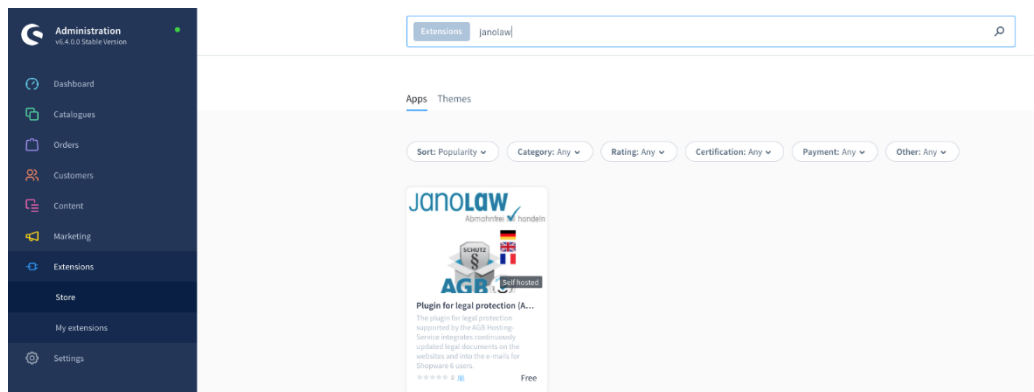 Administration
v6.4.0.0 Stable Version
Dashboard
Catalogues
Orders
Customers
Content
Marketing
Extensions
Store
My extensions
Settings
Extensions janolaw
Apps Themes
Sort: Popularity Category: Any Rating: Any Certification: Any Payment: Any Other: Any
JANOLAW
Abmahnfrei handeln
SCHUTZ
§
AGB
Self hosted
Plugin for legal protection (A...
The plugin for legal protection
supported by the AGB Hosting-
Service integrates continuously
updated legal documents on the
websites and into the e-mails for
Shopware 6 users.
Free